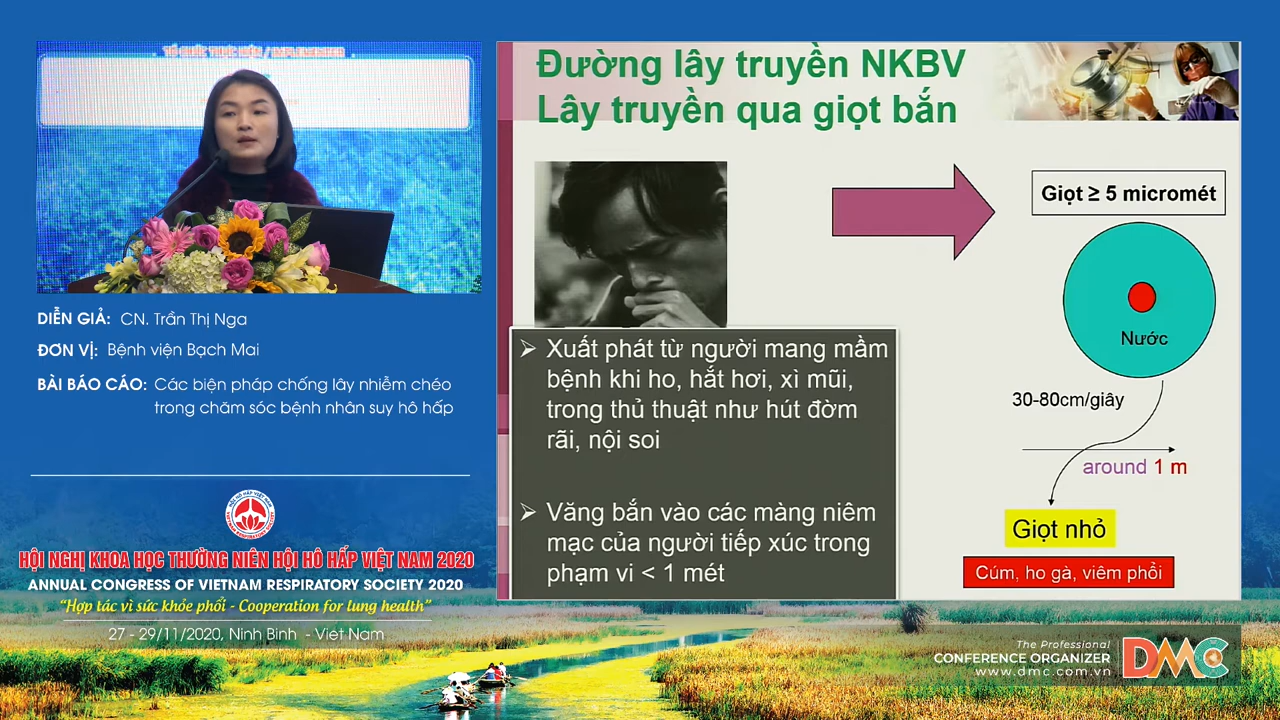 TỔ CHỨC THỰC HIỆN / IMPLEMENTER
DIỄN GIẢ: CN. Trần Thị Nga
ĐƠN VỊ: Bệnh viện Bạch Mai
BÀI BÁO CÁO: Các biện pháp chống lây nhiễm chéo
trong chăm sóc bệnh nhân suy hô hấp
HỘI NGHỊ KHOA HỌC THƯỜNG NIÊN HỘI HÔ HẤP VIỆT NAM 2020
ANNUAL CONGRESS OF VIETNAM RESPIRATORY SOCIETY 2020
“Hợp tác vì sức khỏe phổi - Cooperation for lung health”
27 - 29/11/2020, Ninh Bình - Việt Nam
Đường lây truyền NKBV
Lây truyền qua giọt bắn
Giọt ≥ 5 micromét
Nước
30-80cm/giây
around 1 m
Giọt nhỏ
Cúm, ho gà, viêm phổi
➢ Xuất phát từ người mang mầm
bệnh khi ho, hắt hơi, xì mũi,
trong thủ thuật như hút đờm
rãi, nội soi
➢ Văng bắn vào các màng niêm
mạc của người tiếp xúc trong
phạm vi < 1 mét
The Professional
CONFERENCE ORGANIZER
www.dmc.com.vn
DMC